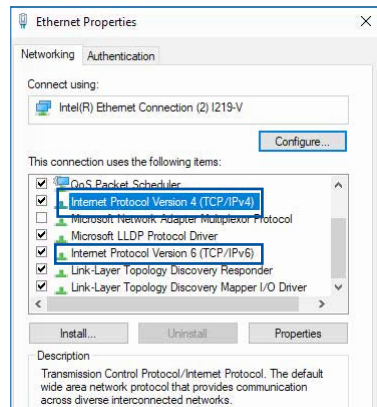 Ethernet Properties
Networking Authentication
Connect using:
Intel(R) Ethernet Connection (2) I219-V
Configure...
This connection uses the following items:
QoS Packet Scheduler
Internet Protocol Version 4 (TCP/IPv4)
Microsoft Network Adapter Multiplexor Protocol
Microsoft LLDP Protocol Driver
Internet Protocol Version 6 (TCP/IPv6)
Link-Layer Topology Discovery Responder
Link-Layer Topology Discovery Mapper I/O Driver
Install... Uninstall Properties
Description
Transmission Control Protocol/Internet Protocol. The default
wide area network protocol that provides communication
across diverse interconnected networks.